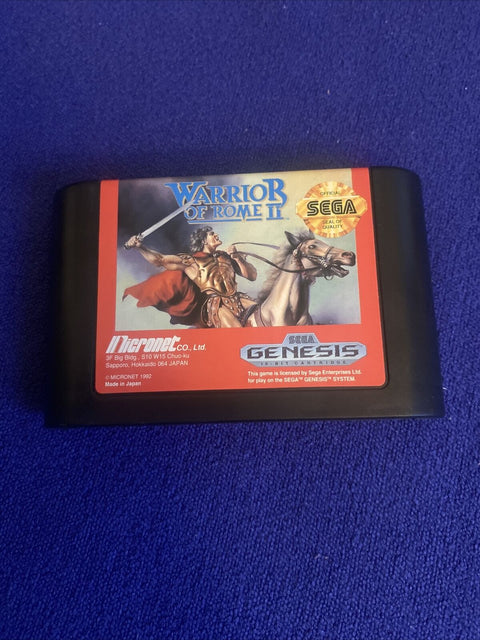 WARRIOR
OF ROME II
OFFICIAL
SEGA
SEAL OF
QUALITY
Micronet CO., Ltd.
3F Big Bldg., S10 W15 Chuo-ku
Sapporo, Hokkaido 064 JAPAN
© MICRONET 1992
Made in Japan
SEGA
GENESIS
16-BIT CARTRIDGE
This game is licensed by Sega Enterprises Ltd.
for play on the SEGA™ GENESIS™ SYSTEM.